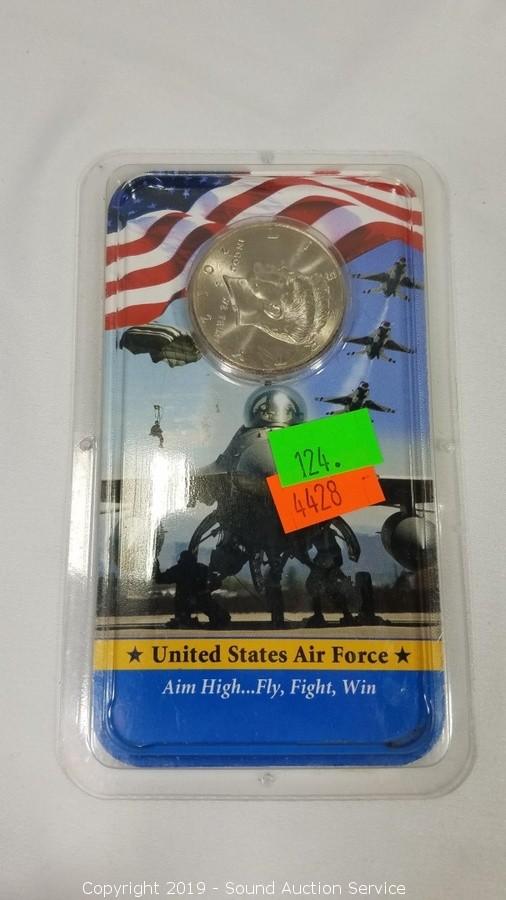 124.
4428
★ United States Air Force ★
Aim High...Fly, Fight, Win
Copyright 2019 - Sound Auction Service